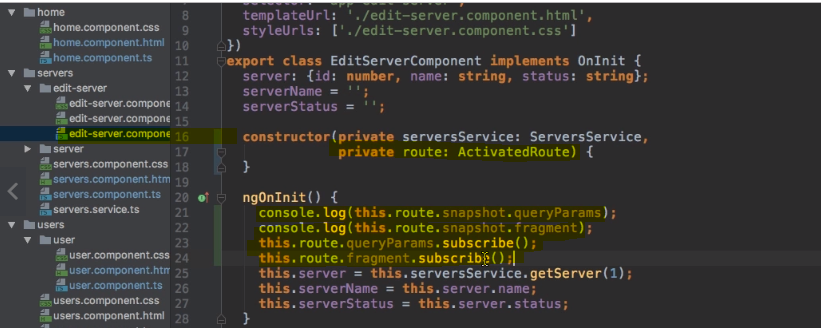 home
home.component.css
home.component.html
home.component.ts
servers
edit-server
edit-server.compone
edit-server.compone
edit-server.compone
server
servers.component.css
servers.component.htm
servers.component.ts
servers.service.ts
users
user
user.component.css
user.component.htm
user.component.ts
users.component.css
users.component.html
8 templateUrl: './edit-server.component.html',
9 styleUrls: ['./edit-server.component.css']
10 })
11 export class EditServerComponent implements OnInit {
12 server: {id: number, name: string, status: string};
13 serverName = '';
14 serverStatus = '';
15
16 constructor(private serversService: ServersService,
17 private route: ActivatedRoute) {
18 }
19
20 ngOnInit() {
21 console.log(this.route.snapshot.queryParams);
22 console.log(this.route.snapshot.fragment);
23 this.route.queryParams.subscribe();
24 this.route.fragment.subscribe();
25 this.server = this.serversService.getServer(1);
26 this.serverName = this.server.name;
27 this.serverStatus = this.server.status;
28 }